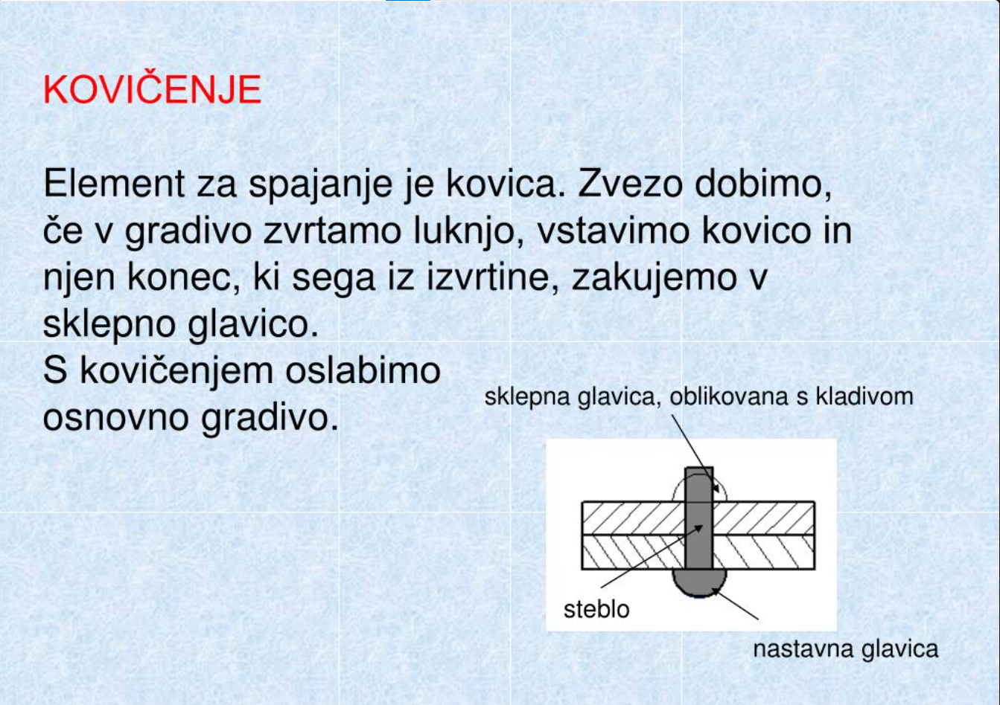 KOVIČENJE
Element za spajanje je kovica. Zvezo dobimo,
če v gradivo zvrtamo luknjo, vstavimo kovico in
njen konec, ki sega iz izvrtine, zakujemo v
sklepno glavico.
S kovičenjem oslabimo
osnovno gradivo.
sklepna glavica, oblikovana s kladivom
steblo
nastavna glavica